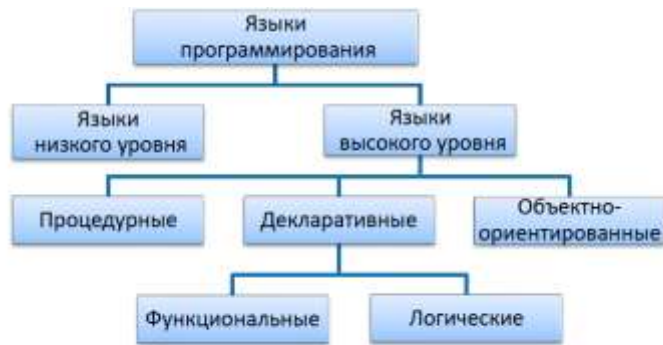 Языки
программирования
Языки
низкого уровня
Языки
высокого уровня
Процедурные
Декларативные
Объектно-
ориентированные
Функциональные
Логические